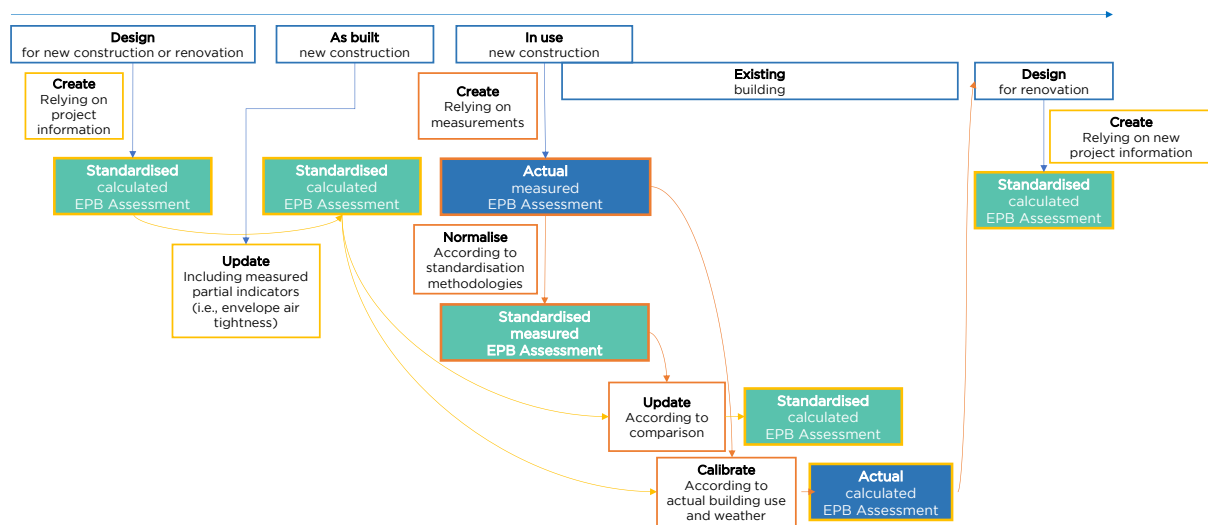 Design
for new construction or renovation
As built
new construction
In use
new construction
Existing
building
Design
for renovation
Create
Relying on
project
information
Create
Relying on
measurements
Create
Relying on new
project information
Standardised
calculated
EPB Assessment
Standardised
calculated
EPB Assessment
Actual
measured
EPB Assessment
Standardised
calculated
EPB Assessment
Update
Including measured
partial indicators
(i.e., envelope air
tightness)
Normalise
According to
standardisation
methodologies
Standardised
measured
EPB Assessment
Update
According to
comparison
Standardised
calculated
EPB Assessment
Calibrate
According to
actual building use
and weather
Actual
calculated
EPB Assessment